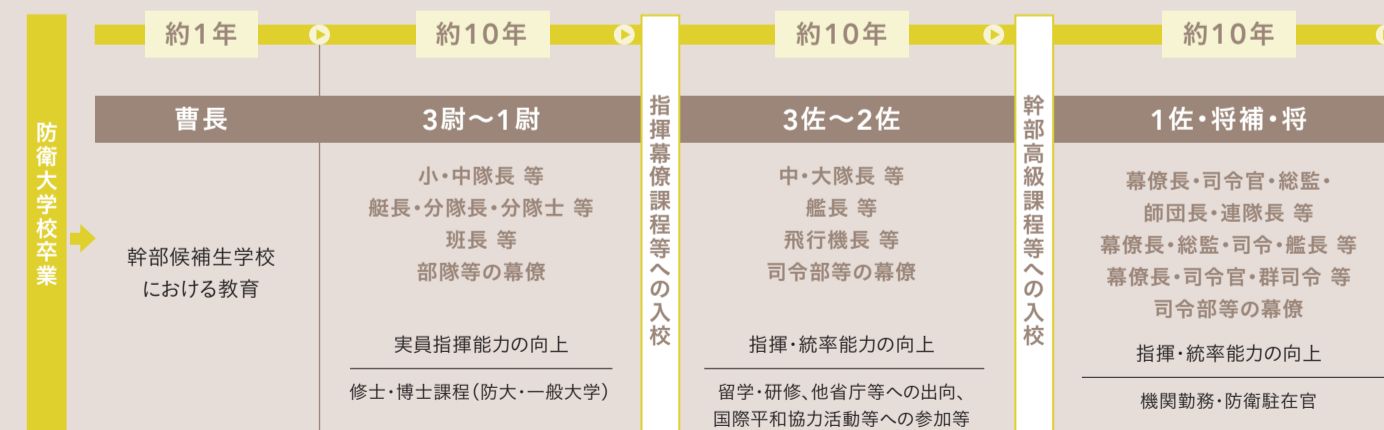 防衛大学校卒業
約1年
曹長
幹部候補生学校
における教育
約10年
3尉〜1尉
小・中隊長 等
艇長・分隊長・分隊士 等
班長 等
部隊等の幕僚
実員指揮能力の向上
修士・博士課程(防大・一般大学)
指揮幕僚課程等への入校
約10年
3佐〜2佐
中・大隊長 等
艦長 等
飛行機長 等
司令部等の幕僚
指揮・統率能力の向上
留学・研修、他省庁等への出向、
国際平和協力活動等への参加等
幹部高級課程等への入校
約10年
1佐・将補・将
幕僚長・司令官・総監・
師団長・連隊長 等
幕僚長・総監・司令・艦長 等
幕僚長・司令官・群司令 等
司令部等の幕僚
指揮・統率能力の向上
機関勤務・防衛駐在官